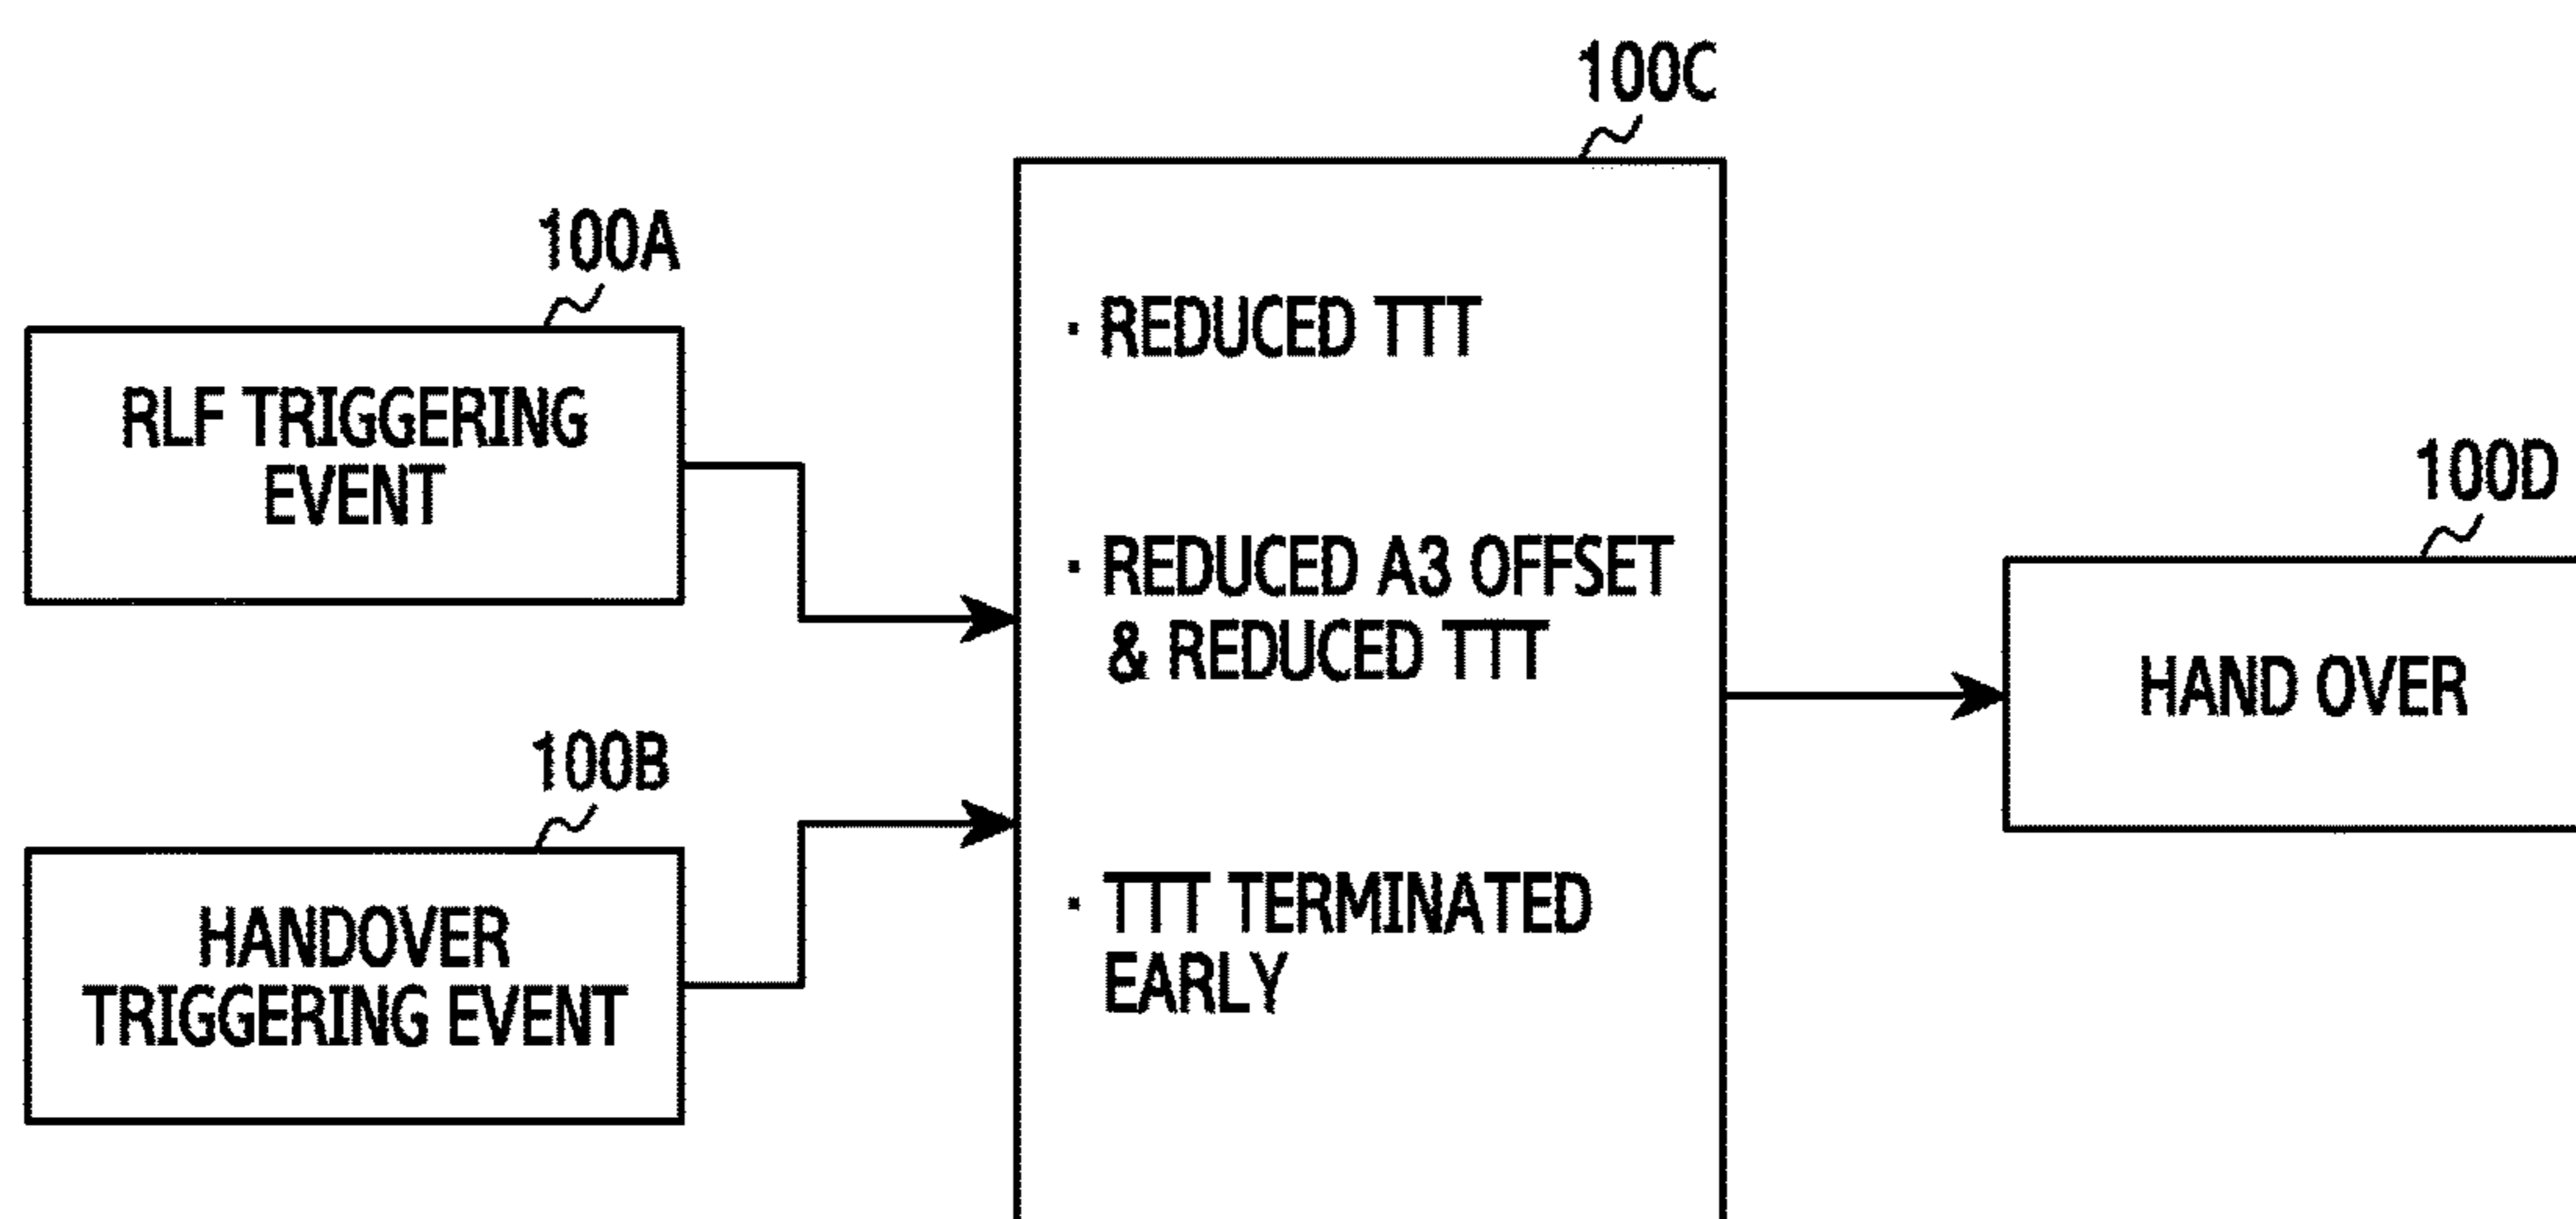 100A
RLF TRIGGERING
EVENT
100B
HANDOVER
TRIGGERING EVENT
100C
· REDUCED TTT
· REDUCED A3 OFFSET
& REDUCED TTT
· TTT TERMINATED
EARLY
100D
HAND OVER